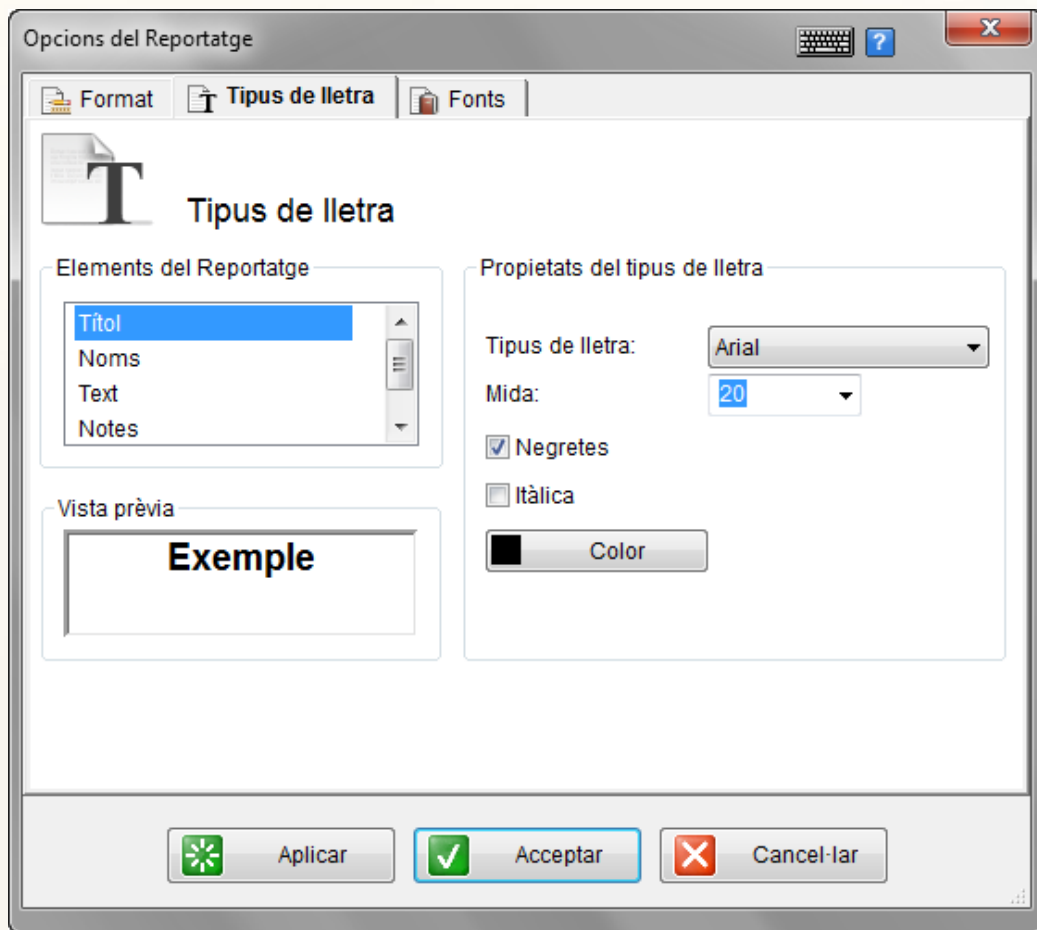 Opcions del Reportatge
?
X
Format
Tipus de lletra
Fonts
T
Tipus de lletra
Elements del Reportatge
Títol
Noms
Text
Notes
Vista prèvia
Exemple
Propietats del tipus de lletra
Tipus de lletra: Arial
Mida: 20
Negretes
Itàlica
Color
Aplicar
Acceptar
Cancel·lar